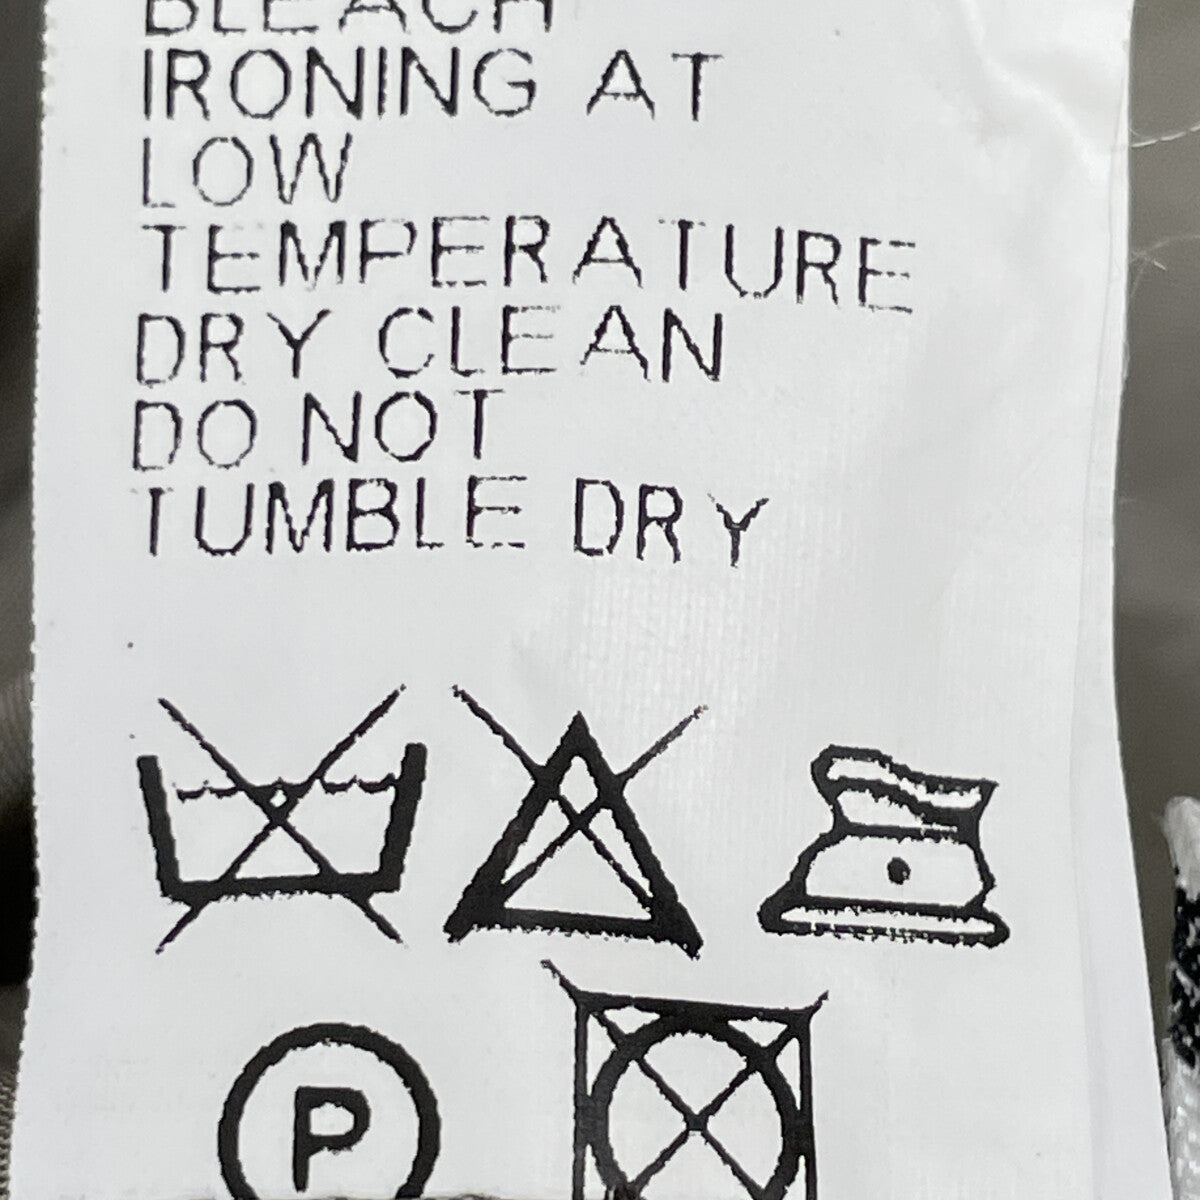 BLEACH
IRONING AT
LOW
TEMPERATURE
DRY CLEAN
DO NOT
TUMBLE DRY
P